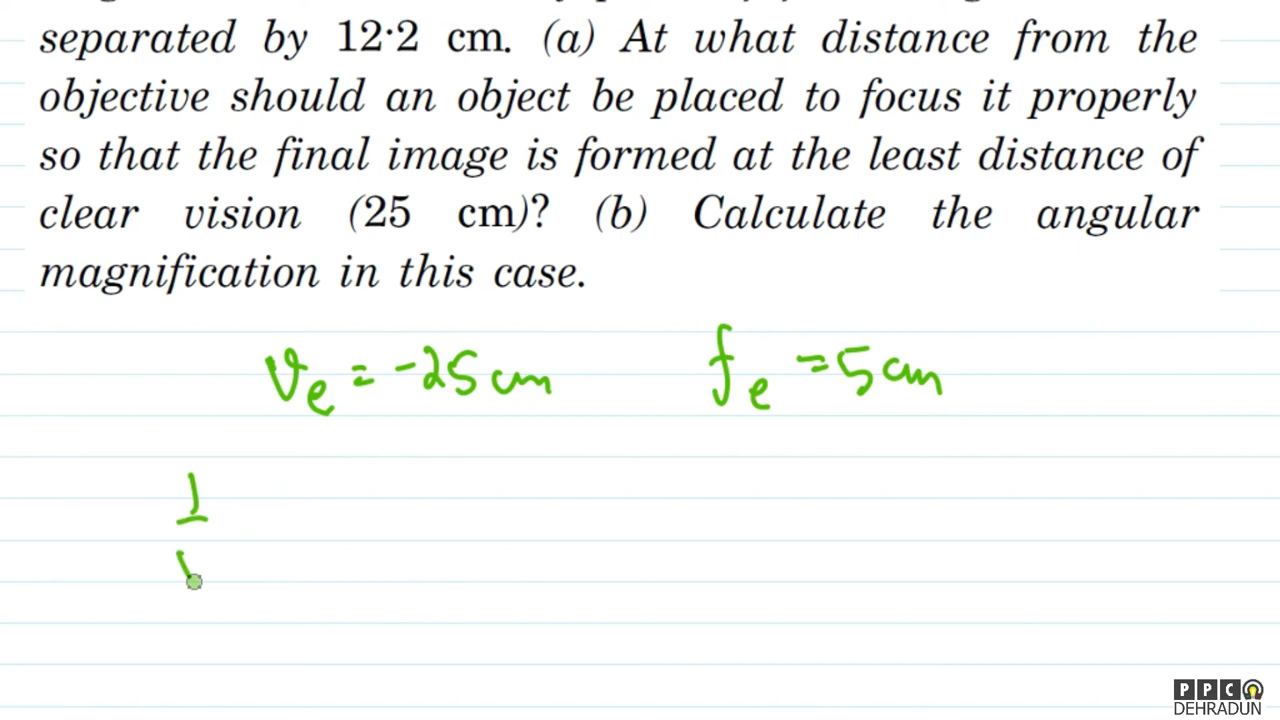 separated by 12·2 cm. (a) At what distance from the
objective should an object be placed to focus it properly
so that the final image is formed at the least distance of
clear vision (25 cm)? (b) Calculate the angular
magnification in this case.
v_e = -25 cm f_e = 5 cm
1
PPC
DEHRADUN